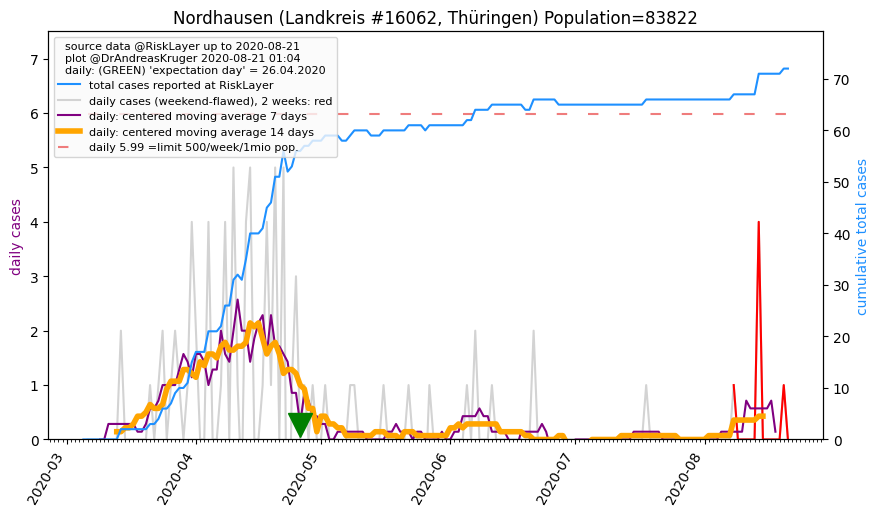 Nordhausen (Landkreis #16062, Thüringen) Population=83822
source data @RiskLayer up to 2020-08-21
plot @DrAndreasKruger 2020-08-21 01:04
daily: (GREEN) 'expectation day' = 26.04.2020
total cases reported at RiskLayer
daily cases (weekend-flawed), 2 weeks: red
daily: centered moving average 7 days
daily: centered moving average 14 days
daily 5.99 =limit 500/week/1mio pop.
daily cases
7
6
5
4
3
2
1
0
cumulative total cases
70
60
50
40
30
20
10
0
2020-03
2020-04
2020-05
2020-06
2020-07
2020-08